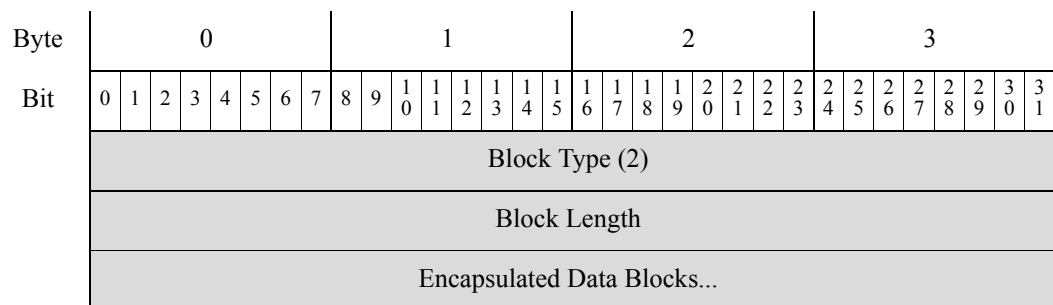 Byte 0 1 2 3
Bit 0 1 2 3 4 5 6 7 8 9 10 11 12 13 14 15 16 17 18 19 20 21 22 23 24 25 26 27 28 29 30 31
Block Type (2)
Block Length
Encapsulated Data Blocks...